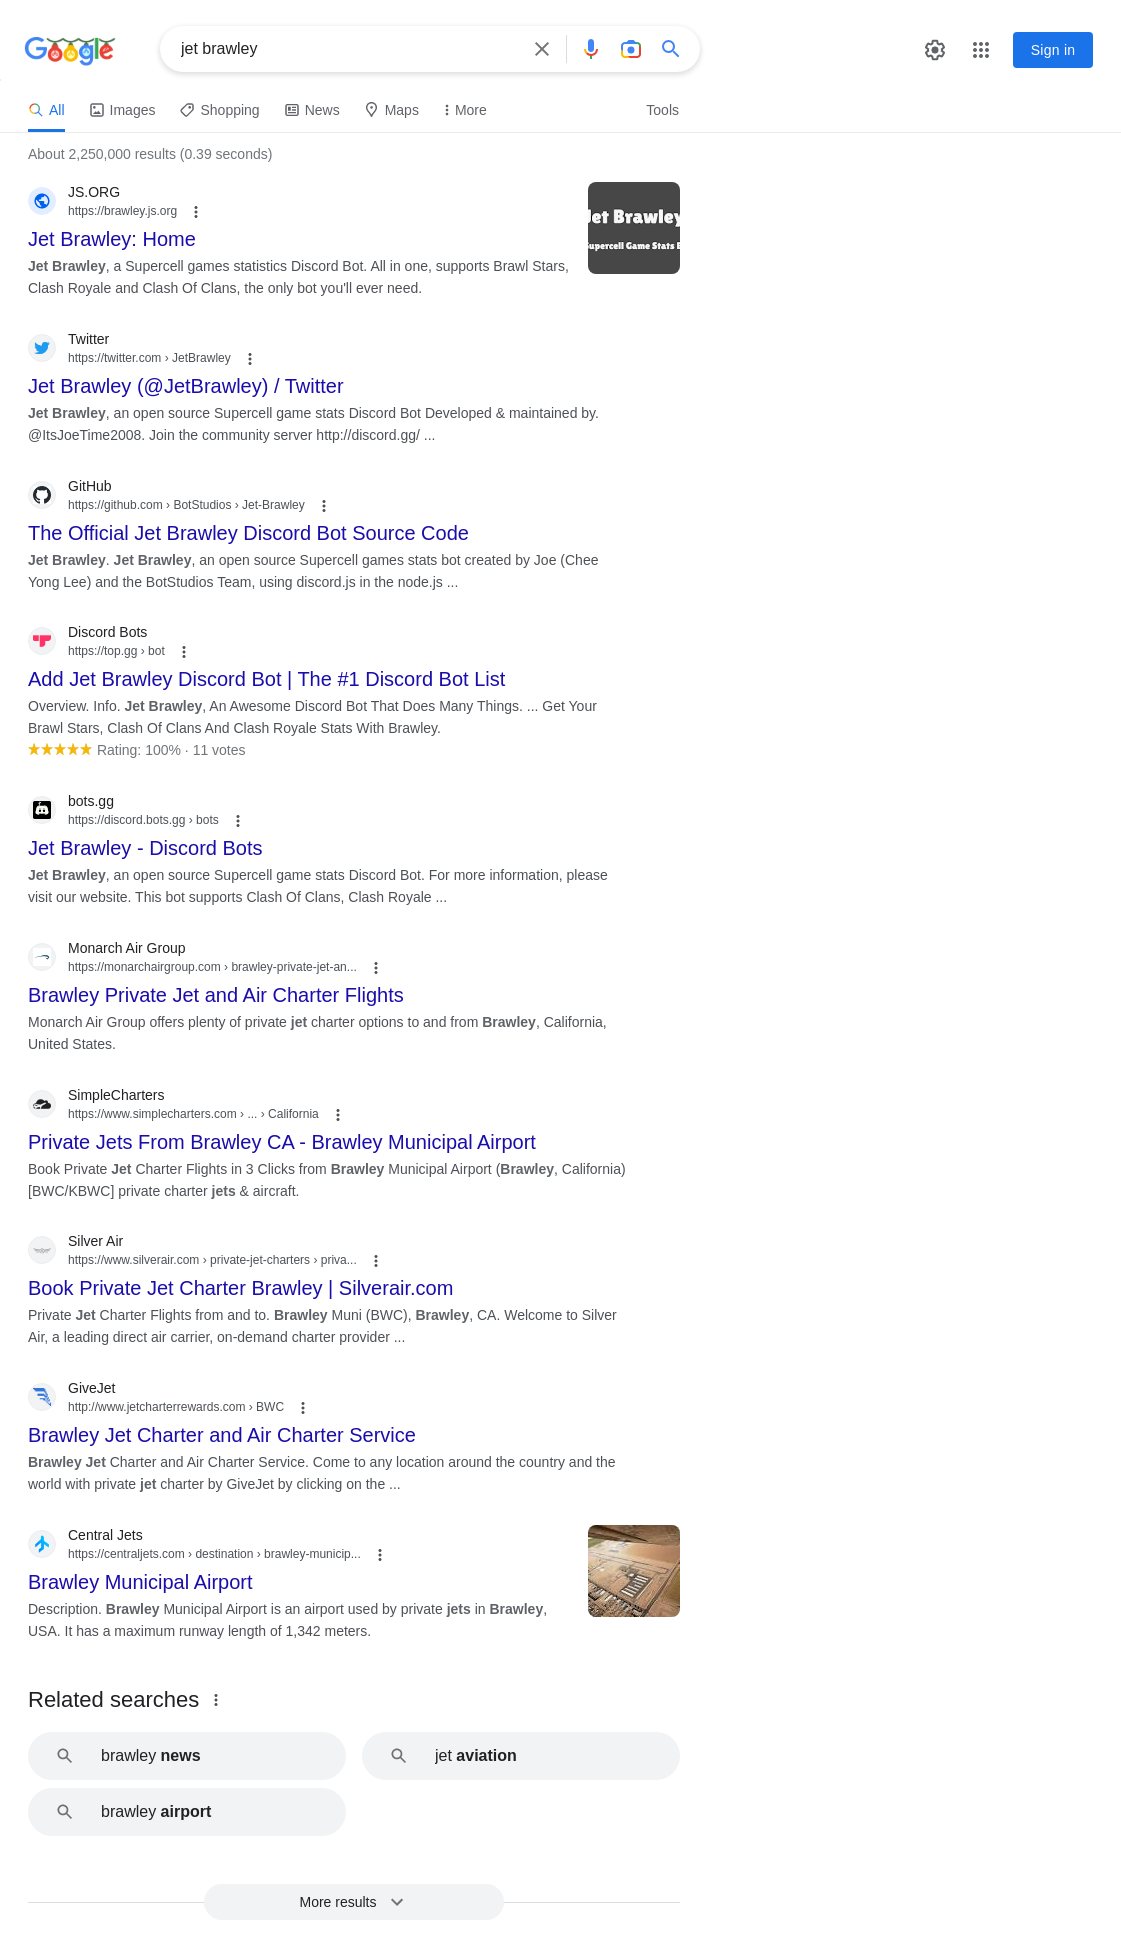 Google
jet brawley
Sign in
All Images Shopping News Maps More Tools
About 2,250,000 results (0.39 seconds)
JS.ORG
https://brawley.js.org
Jet Brawley: Home
Jet Brawley, a Supercell games statistics Discord Bot. All in one, supports Brawl Stars,
Clash Royale and Clash Of Clans, the only bot you'll ever need.
Jet Brawley
Supercell Game Stats B
Twitter
https://twitter.com › JetBrawley
Jet Brawley (@JetBrawley) / Twitter
Jet Brawley, an open source Supercell game stats Discord Bot Developed & maintained by.
@ItsJoeTime2008. Join the community server http://discord.gg/ ...
GitHub
https://github.com › BotStudios › Jet-Brawley
The Official Jet Brawley Discord Bot Source Code
Jet Brawley. Jet Brawley, an open source Supercell games stats bot created by Joe (Chee
Yong Lee) and the BotStudios Team, using discord.js in the node.js ...
Discord Bots
https://top.gg › bot
Add Jet Brawley Discord Bot | The #1 Discord Bot List
Overview. Info. Jet Brawley, An Awesome Discord Bot That Does Many Things. ... Get Your
Brawl Stars, Clash Of Clans And Clash Royale Stats With Brawley.
Rating: 100% · 11 votes
bots.gg
https://discord.bots.gg › bots
Jet Brawley - Discord Bots
Jet Brawley, an open source Supercell game stats Discord Bot. For more information, please
visit our website. This bot supports Clash Of Clans, Clash Royale ...
Monarch Air Group
https://monarchairgroup.com › brawley-private-jet-an...
Brawley Private Jet and Air Charter Flights
Monarch Air Group offers plenty of private jet charter options to and from Brawley, California,
United States.
SimpleCharters
https://www.simplecharters.com › ... › California
Private Jets From Brawley CA - Brawley Municipal Airport
Book Private Jet Charter Flights in 3 Clicks from Brawley Municipal Airport (Brawley, California)
[BWC/KBWC] private charter jets & aircraft.
Silver Air
https://www.silverair.com › private-jet-charters › priva...
Book Private Jet Charter Brawley | Silverair.com
Private Jet Charter Flights from and to. Brawley Muni (BWC), Brawley, CA. Welcome to Silver
Air, a leading direct air carrier, on-demand charter provider ...
GiveJet
http://www.jetcharterrewards.com › BWC
Brawley Jet Charter and Air Charter Service
Brawley Jet Charter and Air Charter Service. Come to any location around the country and the
world with private jet charter by GiveJet by clicking on the ...
Central Jets
https://centraljets.com › destination › brawley-municip...
Brawley Municipal Airport
Description. Brawley Municipal Airport is an airport used by private jets in Brawley,
USA. It has a maximum runway length of 1,342 meters.
Related searches
brawley news
jet aviation
brawley airport
More results